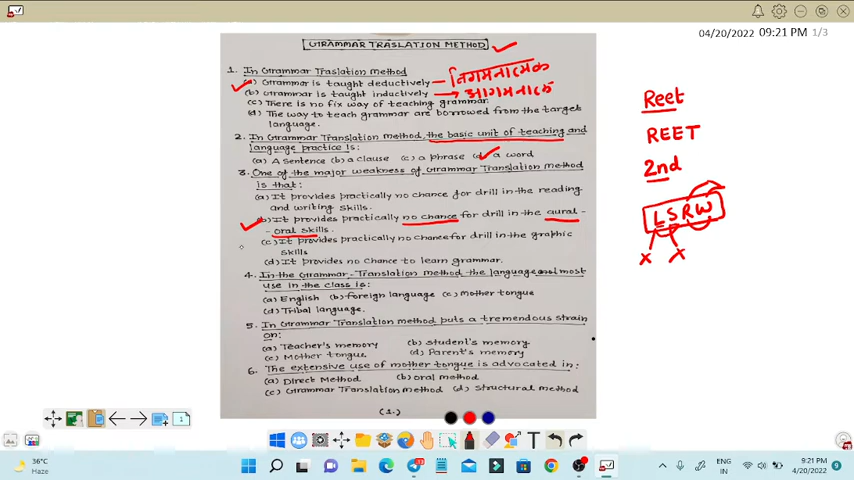 04/20/2022 09:21 PM 1/3
GRAMMAR TRASLATION METHOD
1. In Grammar Traslation Method
(a) Grammar is taught deductively – निगमनात्मक
(b) Grammar is taught inductively → आगमनात्मक
(c) There is no fix way of teaching grammar.
(d) The way to teach grammar are borrowed from the target
language.
2. In Grammar Translation Method, the basic unit of teaching and
language practice is:
(a) A Sentence (b) a clause (c) a phrase (d) a word
3. One of the major weakness of Grammar Translation Method
is that:
(a) It provides practically no chance for drill in the reading
and writing skills.
(b) It provides practically no chance for drill in the aural-
-oral skills.
(c) It provides practically no chance for drill in the graphic
skills
(d) It provides no Chance to learn grammar.
4. In the Grammar-Translation Method the language and most
use in the class is:
(a) English (b) foreign language (c) Mother tongue
(d) Tribal language.
5. In Grammar Translation method puts a tremendous strain
on:
(a) Teacher's memory (b) Student's memory
(c) Mother tongue (d) Parent's memory
6. The extensive use of mother tongue is advocated in:
(a) Direct Method (b) oral method
(c) Grammar Translation Method (d) Structural method
(1.)
Reet
REET
2nd
LSRW
x x
1
T
36°C
Haze
ENG
IN
9:21 PM
4/20/2022
9